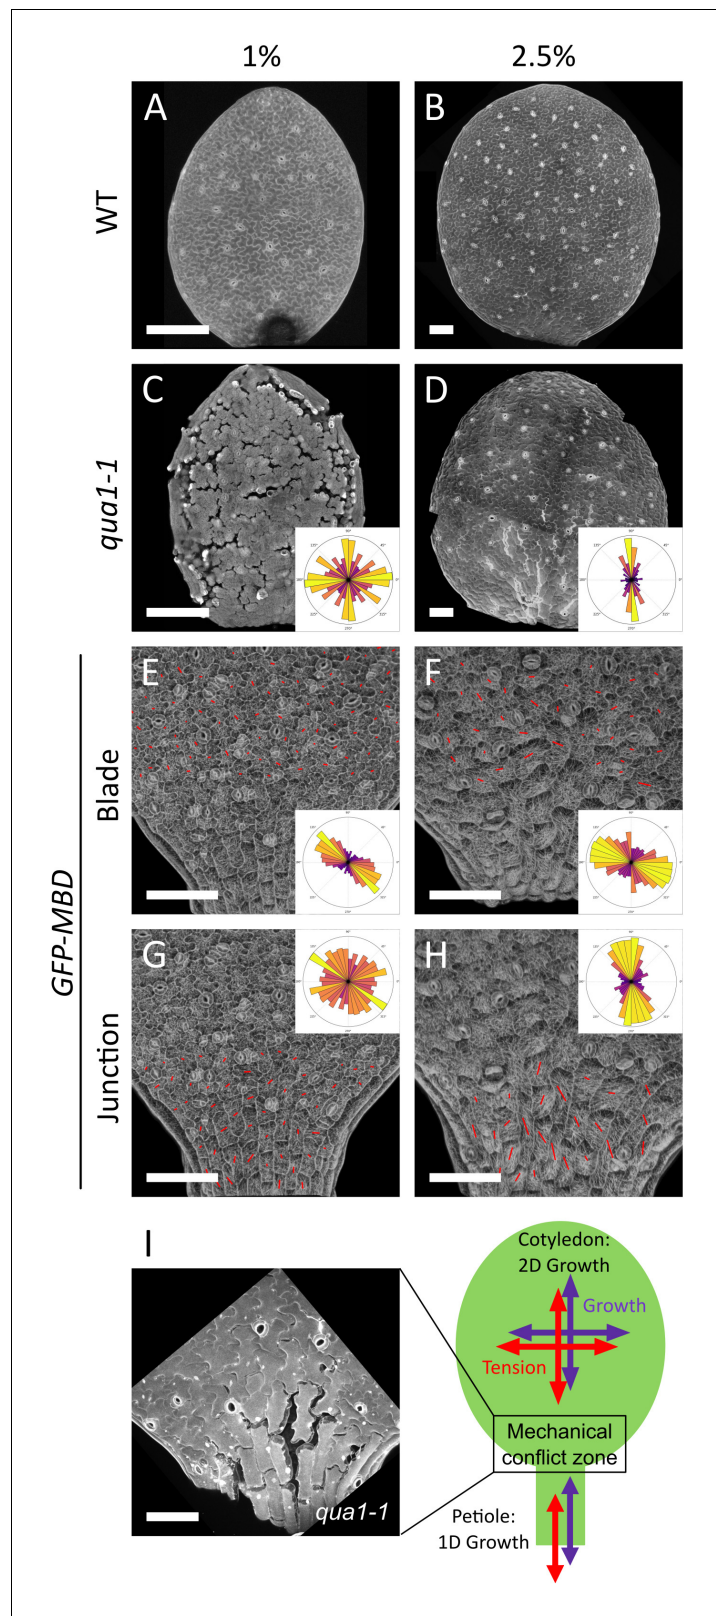 1%
2.5%
WT
A
B
qua1-1
C
D
GFP-MBD
Blade
E
F
Junction
G
H
I
qua1-1
Cotyledon:
2D Growth
Growth
Tension
Mechanical
conflict zone
Petiole:
1D Growth